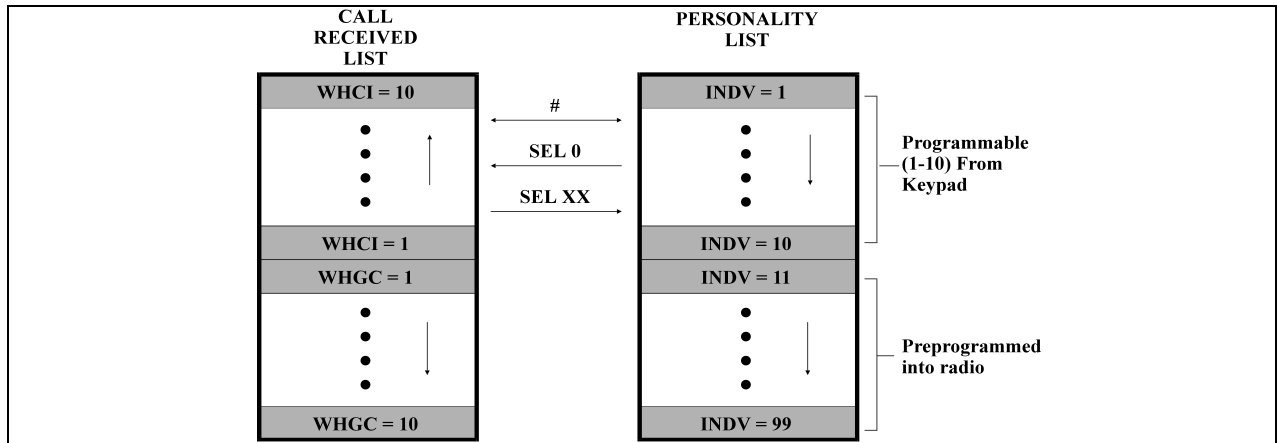 CALL
RECEIVED
LIST
PERSONALITY
LIST
WHCI = 10
INDV = 1
#
SEL 0
SEL XX
Programmable
(1-10) From
Keypad
WHCI = 1
INDV = 10
WHGC = 1
INDV = 11
Preprogrammed
into radio
WHGC = 10
INDV = 99